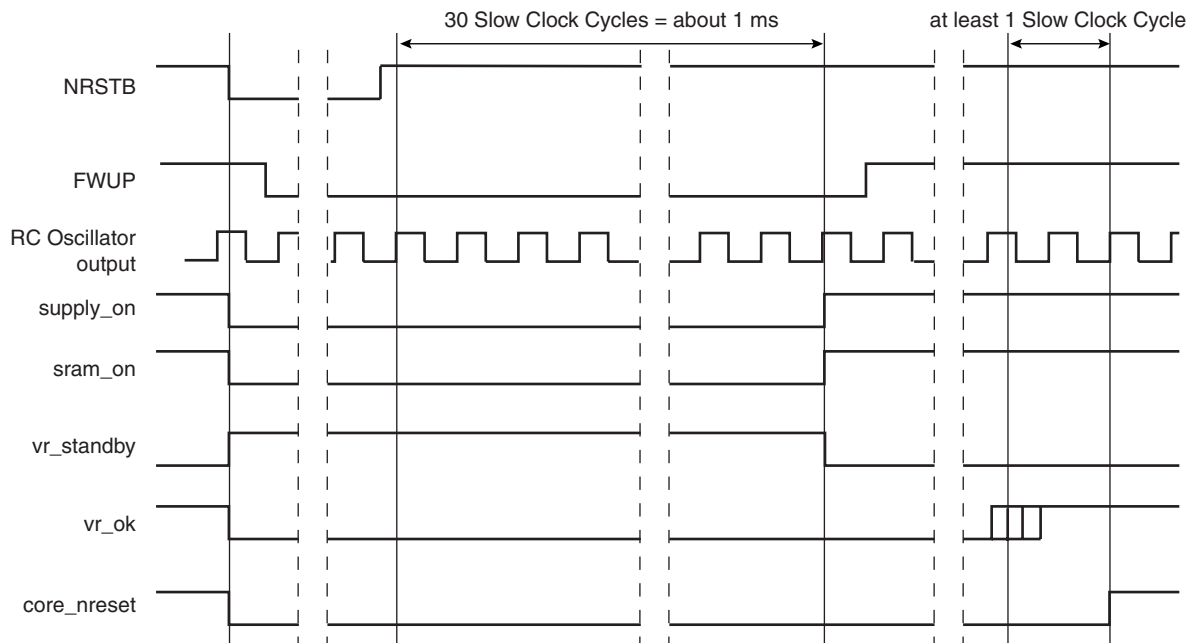 30 Slow Clock Cycles = about 1 ms
at least 1 Slow Clock Cycle
NRSTB
FWUP
RC Oscillator
output
supply_on
sram_on
vr_standby
vr_ok
core_nreset